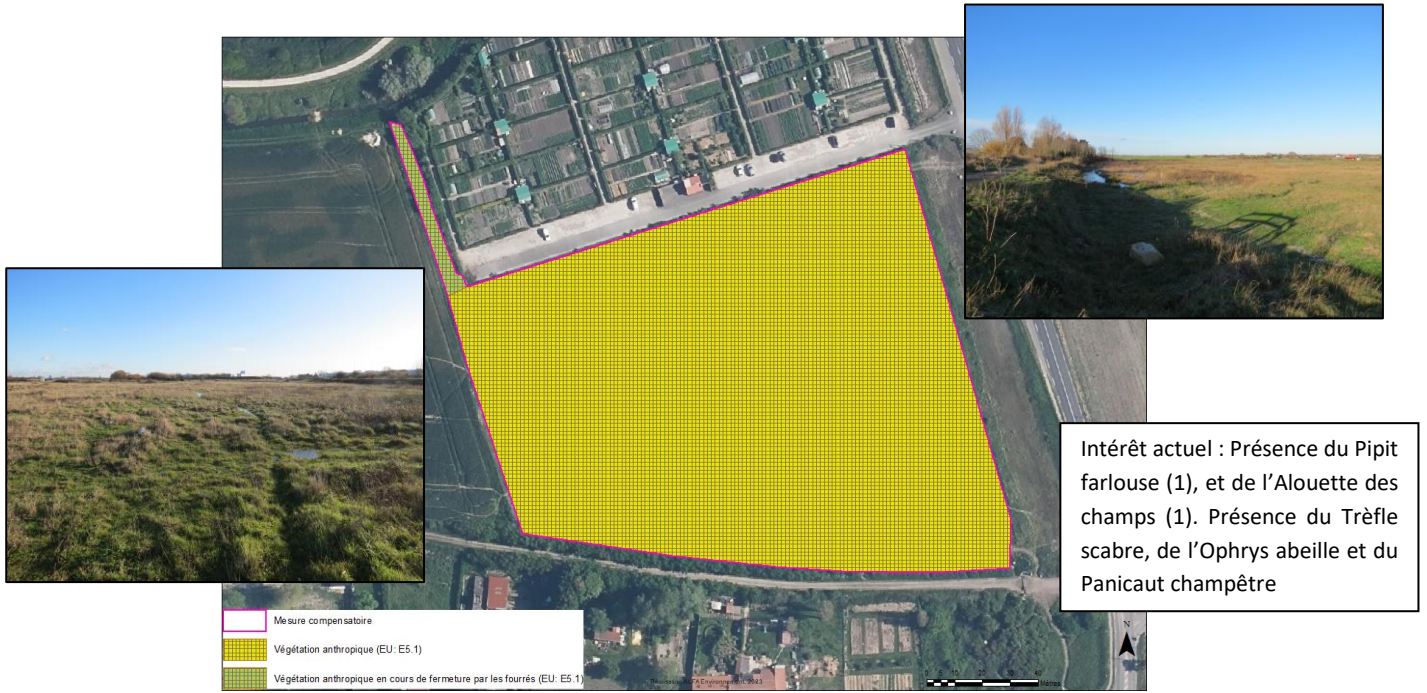 Intérêt actuel : Présence du Pipit
farlouse (1), et de l’Alouette des
champs (1). Présence du Trèfle
scabre, de l’Ophrys abeille et du
Panicaut champêtre
Mesure compensatoire
Végétation anthropique (EU: E5.1)
Végétation anthropique en cours de fermeture par les fourrés (EU: E5.1)
N
Mètres